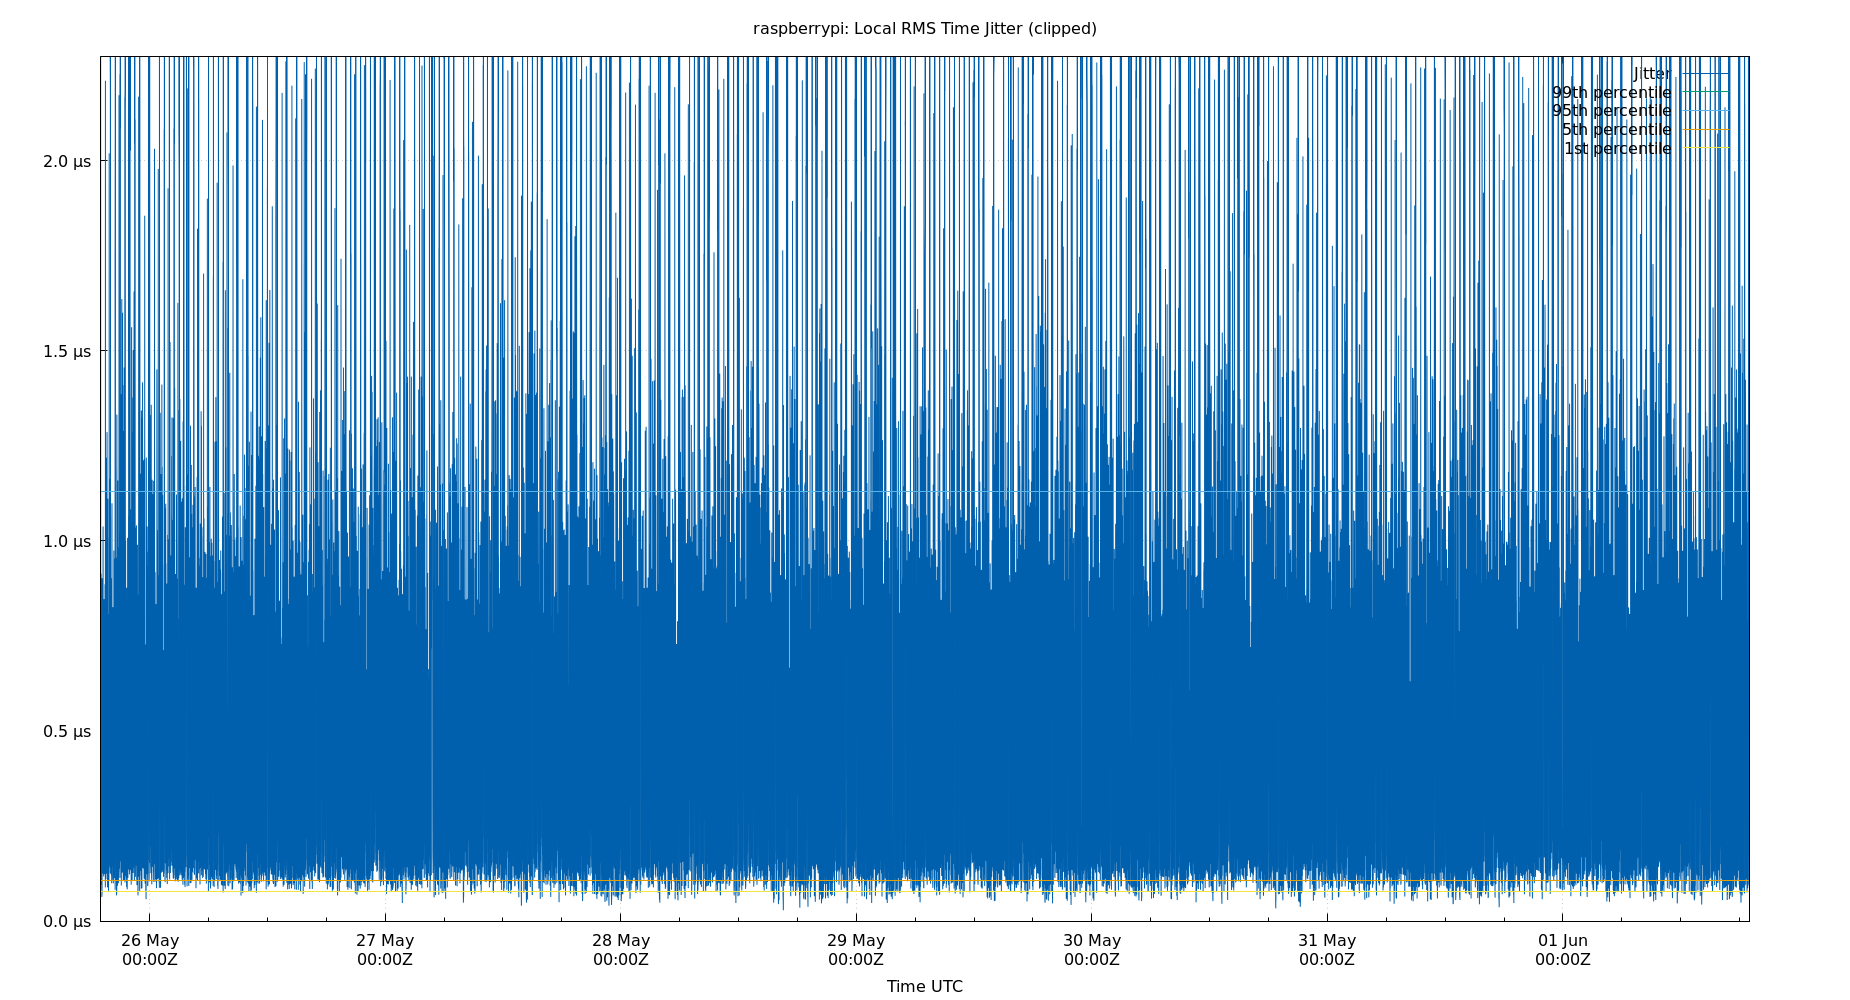 raspberrypi: Local RMS Time Jitter (clipped)
Jitter
99th percentile
95th percentile
5th percentile
1st percentile
2.0 µs
1.5 µs
1.0 µs
0.5 µs
0.0 µs
26 May 27 May 28 May 29 May 30 May 31 May 01 Jun
00:00Z 00:00Z 00:00Z 00:00Z 00:00Z 00:00Z 00:00Z
Time UTC